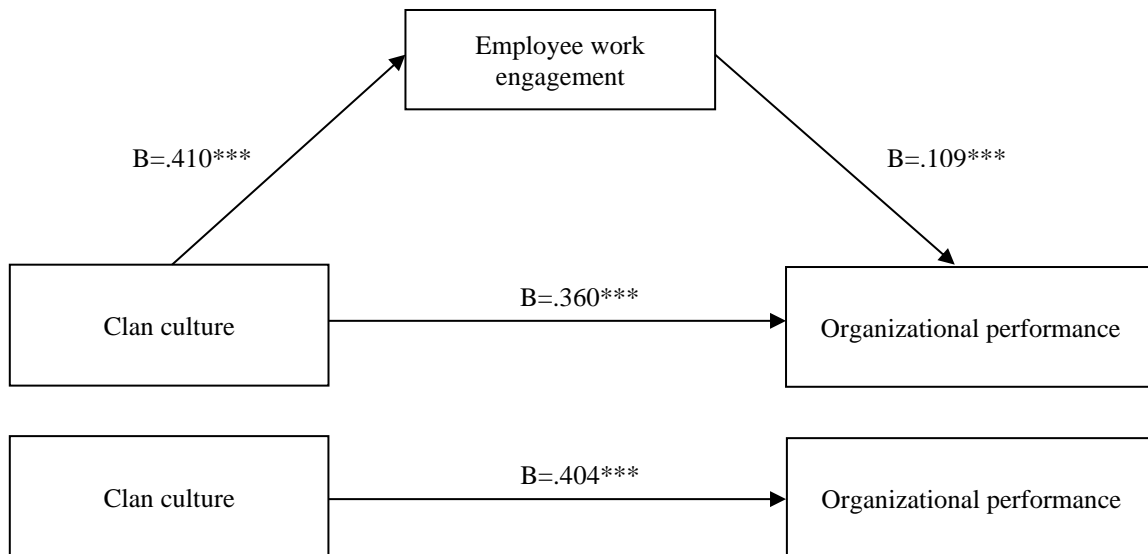 Employee work
engagement
B=.410***
B=.109***
B=.360***
Clan culture
Organizational performance
B=.404***
Clan culture
Organizational performance